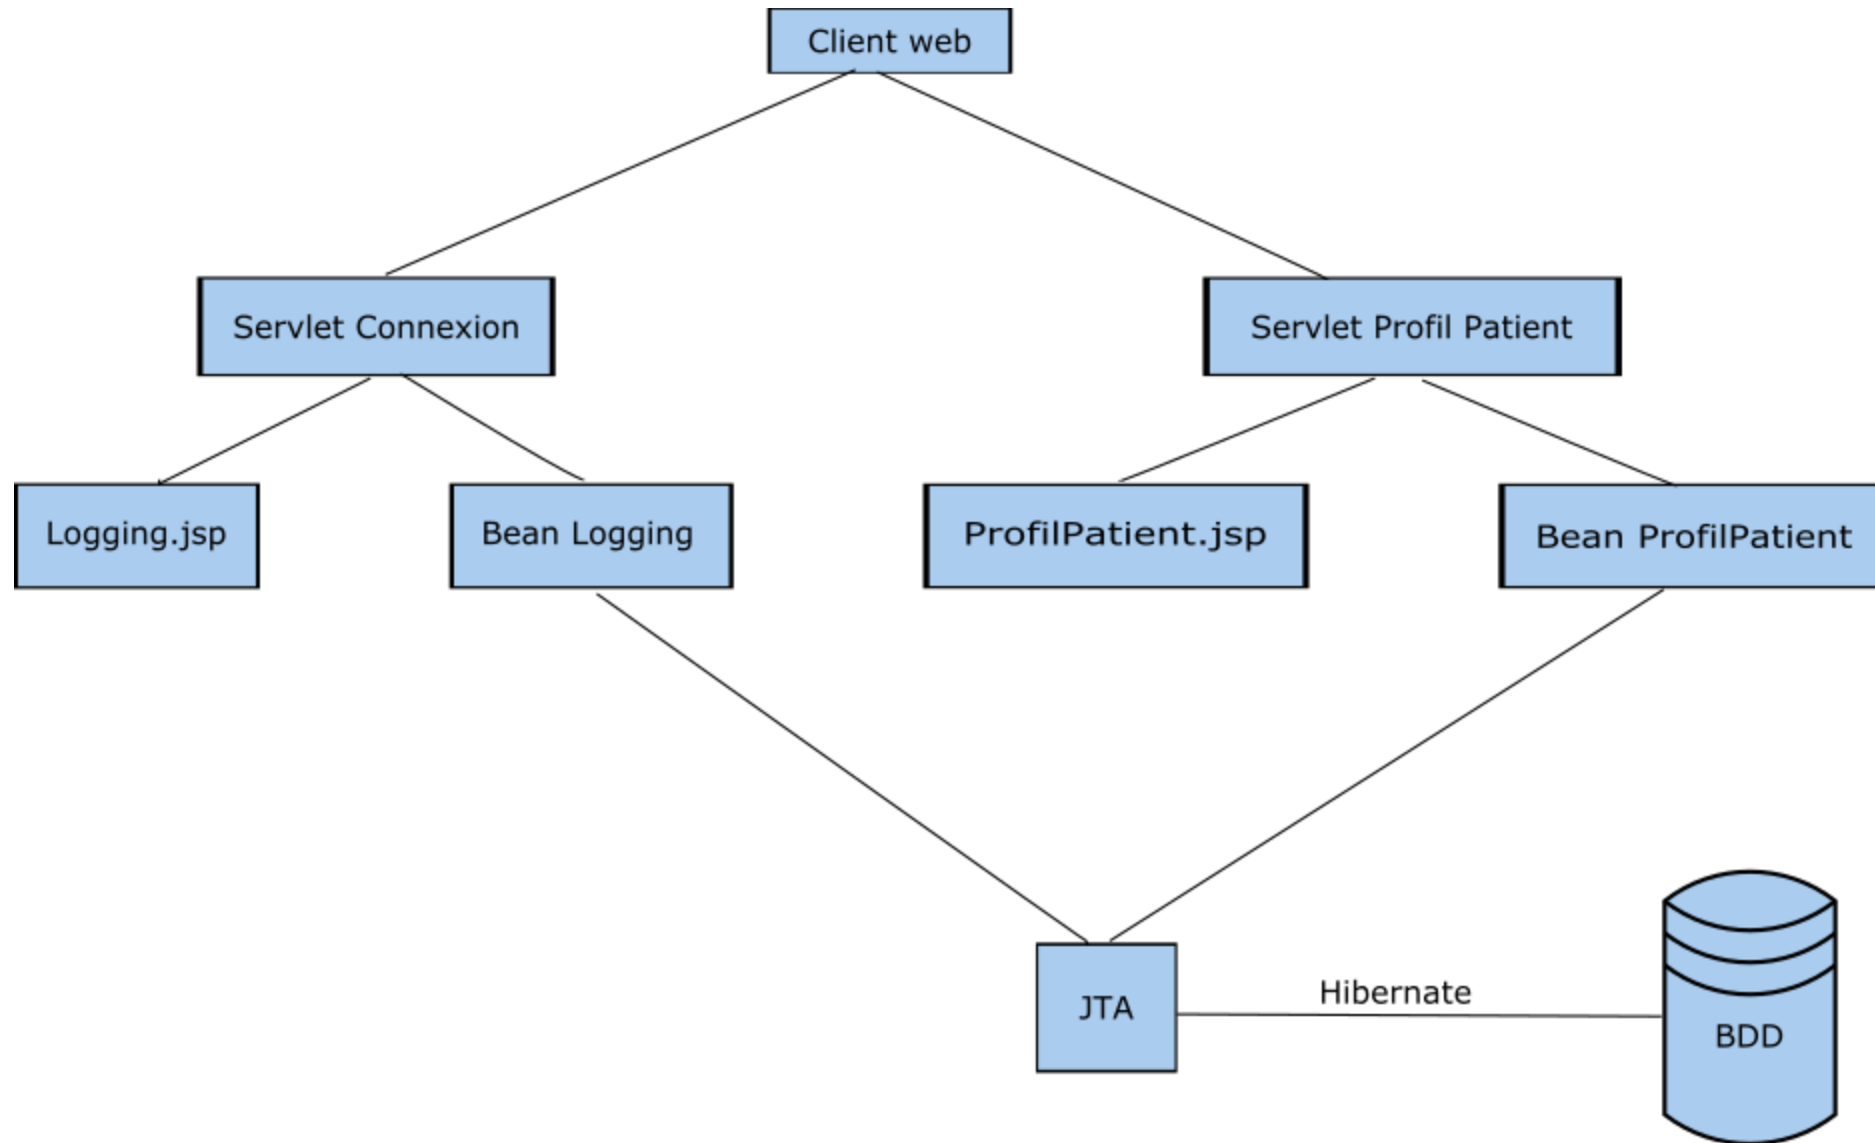 Client web
Servlet Connexion
Servlet Profil Patient
Logging.jsp
Bean Logging
ProfilPatient.jsp
Bean ProfilPatient
Hibernate
JTA
BDD